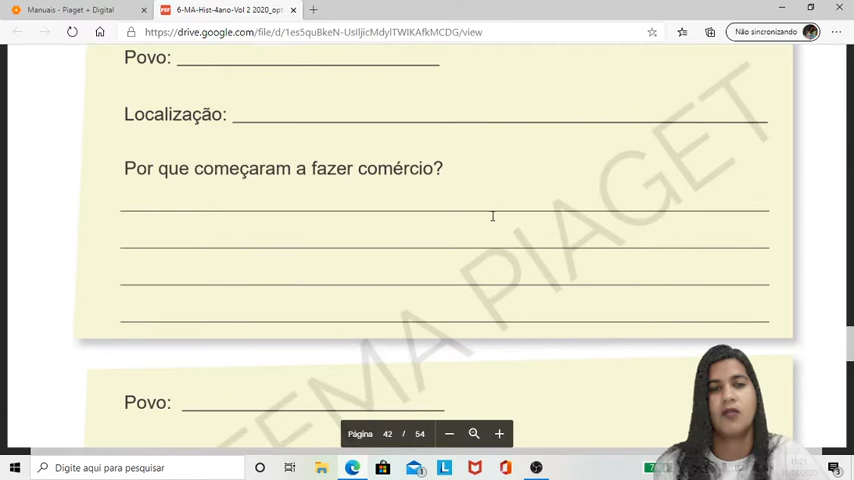 Manuais - Piaget + Digital
6-MA-Hist-4ano-Vol 2 2020_opt
https://drive.google.com/file/d/1es5quBkeN-UsIljicMdyITWIKAfkMCDG/view
Não sincronizando
Povo:
Localização:
Por que começaram a fazer comércio?
SISTEMA PIAGET
Povo:
Página 42 / 54
Digite aqui para pesquisar